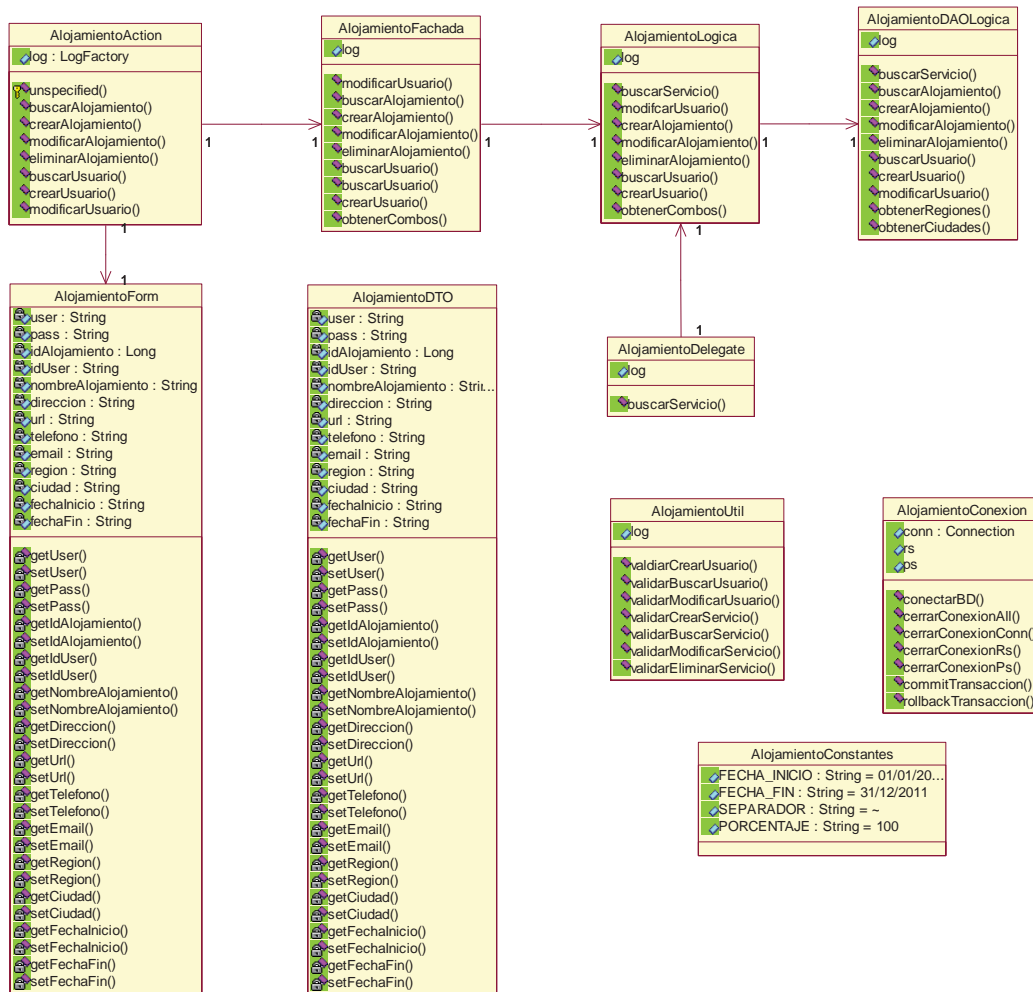 AlojamientoAction
log : LogFactory
unspecified()
buscarAlojamiento()
crearAlojamiento()
modificarAlojamiento()
eliminarAlojamiento()
buscarUsuario()
crearUsuario()
modificarUsuario()
1
1
1
1
AlojamientoFachada
log
modificarUsuario()
buscarAlojamiento()
crearAlojamiento()
modificarAlojamiento()
eliminarAlojamiento()
buscarUsuario()
buscarUsuario()
crearUsuario()
obtenerCombos()
1
1
AlojamientoLogica
log
buscarServicio()
modifcarUsuario()
crearAlojamiento()
modificarAlojamiento()
eliminarAlojamiento()
buscarUsuario()
crearUsuario()
obtenerCombos()
1
1
1
1
AlojamientoDAOLogica
log
buscarServicio()
buscarAlojamiento()
crearAlojamiento()
modificarAlojamiento()
eliminarAlojamiento()
buscarUsuario()
crearUsuario()
modificarUsuario()
obtenerRegiones()
obtenerCiudades()
AlojamientoForm
user : String
pass : String
idAlojamiento : Long
idUser : String
nombreAlojamiento : String
direccion : String
url : String
telefono : String
email : String
region : String
ciudad : String
fechaInicio : String
fechaFin : String
getUser()
setUser()
getPass()
setPass()
getIdAlojamiento()
setIdAlojamiento()
getIdUser()
setIdUser()
getNombreAlojamiento()
setNombreAlojamiento()
getDireccion()
setDireccion()
getUrl()
setUrl()
getTelefono()
setTelefono()
getEmail()
setEmail()
getRegion()
setRegion()
getCiudad()
setCiudad()
getFechaInicio()
setFechaInicio()
getFechaFin()
setFechaFin()
AlojamientoDTO
user : String
pass : String
idAlojamiento : Long
idUser : String
nombreAlojamiento : Strin...
direccion : String
url : String
telefono : String
email : String
region : String
ciudad : String
fechaInicio : String
fechaFin : String
getUser()
setUser()
getPass()
setPass()
getIdAlojamiento()
setIdAlojamiento()
getIdUser()
setIdUser()
getNombreAlojamiento()
setNombreAlojamiento()
getDireccion()
setDireccion()
getUrl()
setUrl()
getTelefono()
setTelefono()
getEmail()
setEmail()
getRegion()
setRegion()
getCiudad()
setCiudad()
getFechaInicio()
setFechaInicio()
getFechaFin()
setFechaFin()
AlojamientoDelegate
log
buscarServicio()
AlojamientoUtil
log
valdiarCrearUsuario()
validarBuscarUsuario()
validarModificarUsuario()
validarCrearServicio()
validarBuscarServicio()
validarModificarServicio()
validarEliminarServicio()
AlojamientoConexion
conn : Connection
rs
ps
conectarBD()
cerrarConexionAll()
cerrarConexionConn()
cerrarConexionRs()
cerrarConexionPs()
commitTransaccion()
rollbackTransaccion()
AlojamientoConstantes
FECHA_INICIO : String = 01/01/20...
FECHA_FIN : String = 31/12/2011
SEPARADOR : String = ~
PORCENTAJE : String = 100